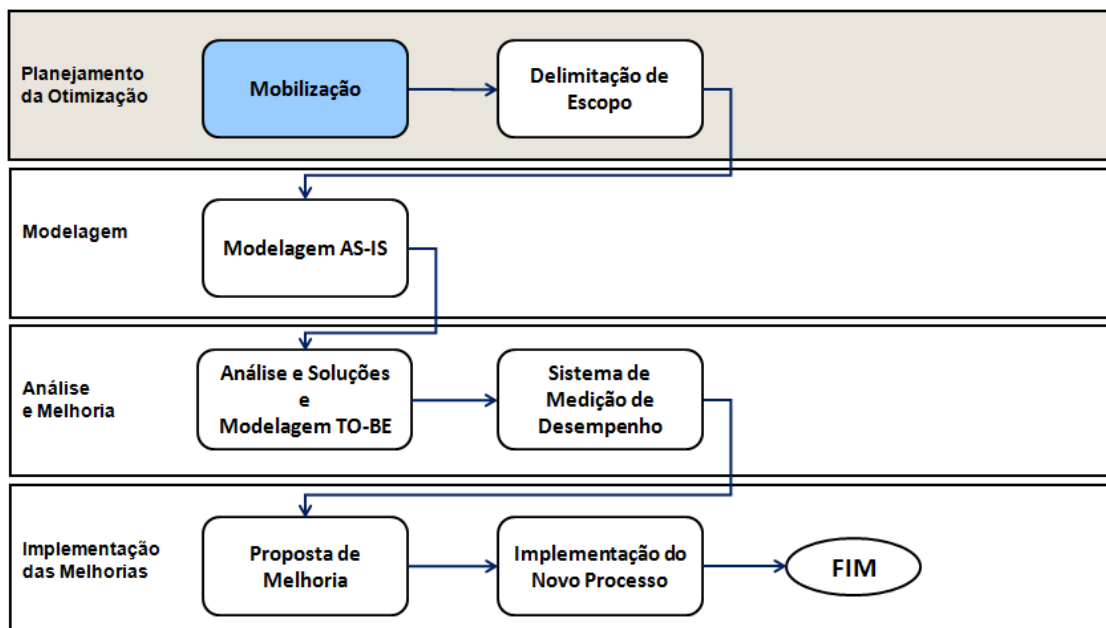 Planejamento
da Otimização
Mobilização
Delimitação de
Escopo
Modelagem
Modelagem AS-IS
Análise
e Melhoria
Análise e Soluções
e
Modelagem TO-BE
Sistema de
Medição de
Desempenho
Implementação
das Melhorias
Proposta de
Melhoria
Implementação do
Novo Processo
FIM